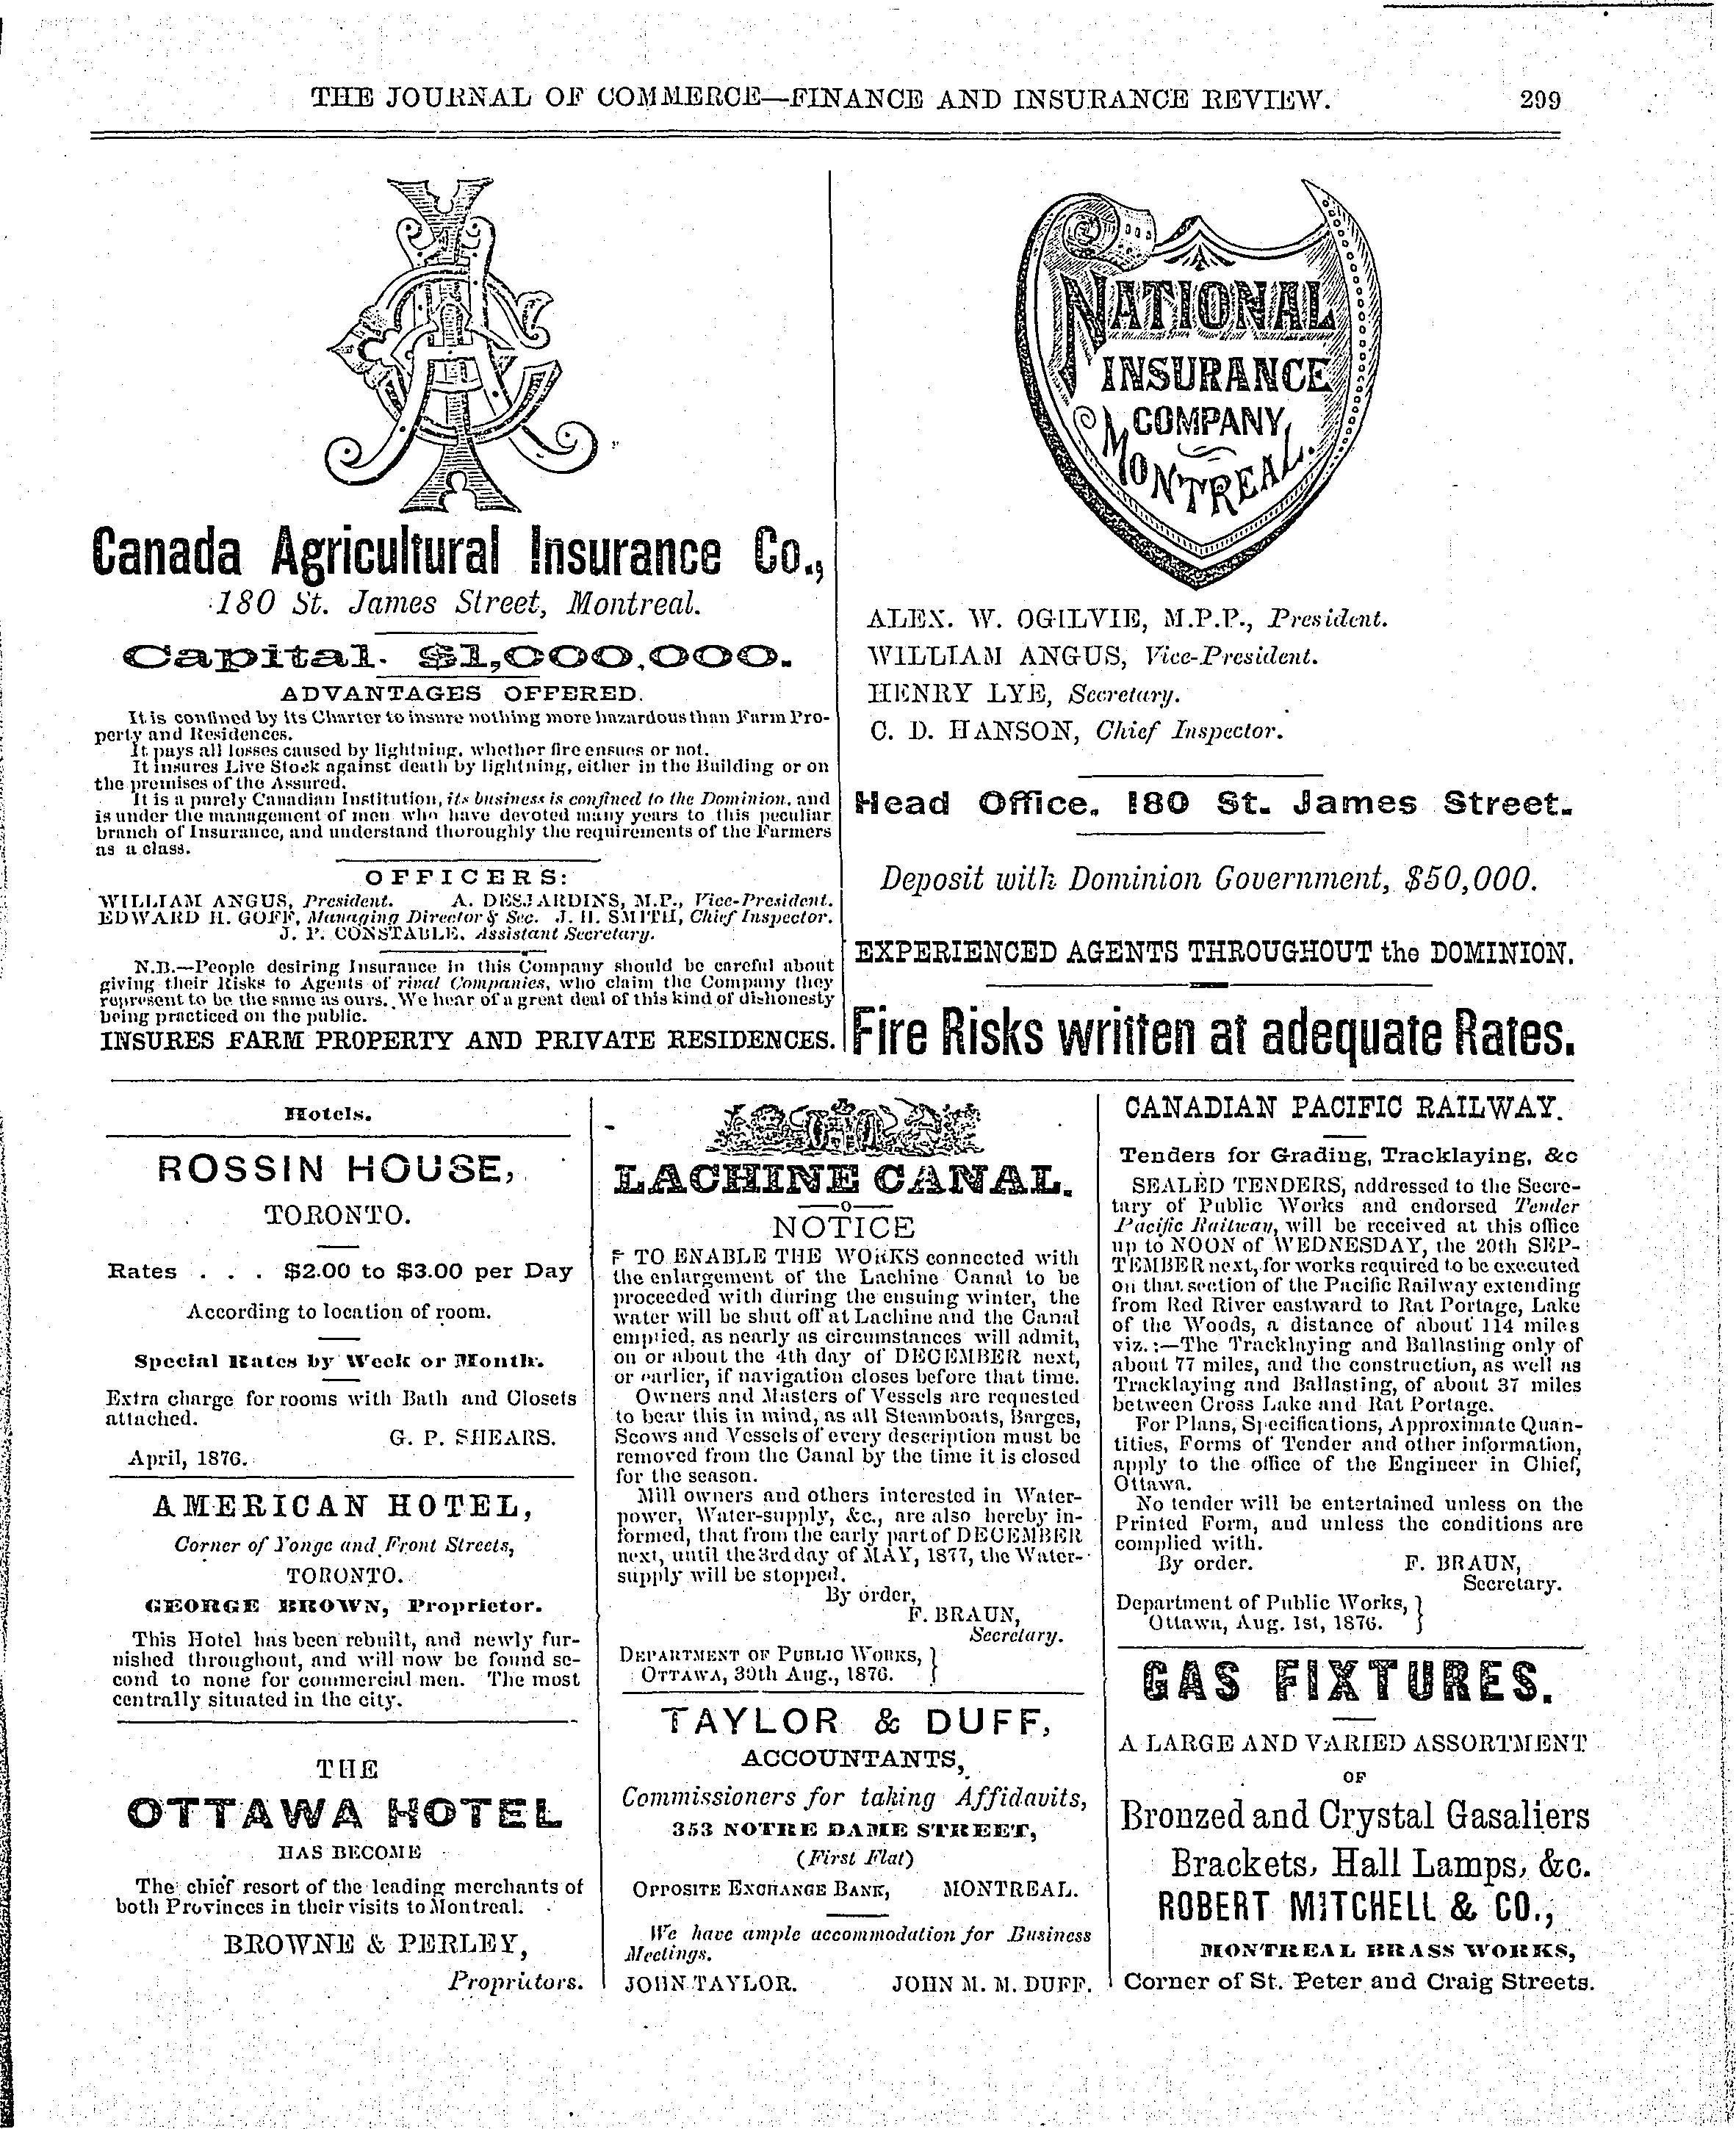 THE JOURNAL OF COMMERCE—FINANCE AND INSURANCE REVIEW. 299
Canada Agricultural Insurance Co.,
180 St. James Street, Montreal.
Capital. $1,000,000.
ADVANTAGES OFFERED.
It is confined by its Charter to insure nothing more hazardous than Farm Pro-
perty and Residences.
It pays all losses caused by lightning, whether fire ensues or not.
It insures Live Stock against death by lightning, either in the Building or on
the premises of the Assured.
It is a purely Canadian Institution, its business is confined to the Dominion, and
is under the management of men who have devoted many years to this peculiar
branch of Insurance, and understand thoroughly the requirements of the Farmers
as a class.
OFFICERS:
WILLIAM ANGUS, President. A. DESJARDINS, M.P., Vice-President.
EDWARD H. GOFF, Managing Director & Sec. J. H. SMITH, Chief Inspector.
J. P. CONSTABLE, Assistant Secretary.
N.B.—People desiring Insurance in this Company should be careful about
giving their Risks to Agents of rival Companies, who claim the Company they
represent to be the same as ours. We hear of a great deal of this kind of dishonesty
being practiced on the public.
INSURES FARM PROPERTY AND PRIVATE RESIDENCES.
NATIONAL
INSURANCE
COMPANY,
MONTREAL.
ALEX. W. OGILVIE, M.P.P., President.
WILLIAM ANGUS, Vice-President.
HENRY LYE, Secretary.
C. D. HANSON, Chief Inspector.
Head Office, 180 St. James Street.
Deposit with Dominion Government, $50,000.
EXPERIENCED AGENTS THROUGHOUT the DOMINION.
Fire Risks written at adequate Rates.
Hotels.
ROSSIN HOUSE,
TORONTO.
Rates . . . $2.00 to $3.00 per Day
According to location of room.
Special Rates by Week or Month.
Extra charge for rooms with Bath and Closets
attached.
G. P. SHEARS.
April, 1876.
AMERICAN HOTEL,
Corner of Yonge and Front Streets,
TORONTO.
GEORGE BROWN, Proprietor.
This Hotel has been rebuilt, and newly fur-
nished throughout, and will now be found se-
cond to none for commercial men. The most
centrally situated in the city.
THE
OTTAWA HOTEL
HAS BECOME
The chief resort of the leading merchants of
both Provinces in their visits to Montreal.
BROWNE & PERLEY,
Proprietors.
LACHINE CANAL.
NOTICE
TO ENABLE THE WORKS connected with
the enlargement of the Lachine Canal to be
proceeded with during the ensuing winter, the
water will be shut off at Lachine and the Canal
emptied, as nearly as circumstances will admit,
on or about the 4th day of DECEMBER next,
or earlier, if navigation closes before that time.
Owners and Masters of Vessels are requested
to bear this in mind, as all Steamboats, Barges,
Scows and Vessels of every description must be
removed from the Canal by the time it is closed
for the season.
Mill owners and others interested in Water-
power, Water-supply, &c., are also hereby in-
formed, that from the early part of DECEMBER
next, until the 3rd day of MAY, 1877, the Water-
supply will be stopped.
By order,
F. BRAUN,
Secretary.
DEPARTMENT OF PUBLIC WORKS,
OTTAWA, 30th Aug., 1876.
TAYLOR & DUFF,
ACCOUNTANTS,
Commissioners for taking Affidavits,
353 NOTRE DAME STREET,
(First Flat)
OPPOSITE EXCHANGE BANK, MONTREAL.
We have ample accommodation for Business
Meetings.
JOHN TAYLOR. JOHN M. M. DUFF.
CANADIAN PACIFIC RAILWAY.
Tenders for Grading, Tracklaying, &c
SEALED TENDERS, addressed to the Secre-
tary of Public Works and endorsed Tender
Pacific Railway, will be received at this office
up to NOON of WEDNESDAY, the 20th SEP-
TEMBER next, for works required to be executed
on that section of the Pacific Railway extending
from Red River eastward to Rat Portage, Lake
of the Woods, a distance of about 114 miles
viz.:—The Tracklaying and Ballasting only of
about 77 miles, and the construction, as well as
Tracklaying and Ballasting, of about 37 miles
between Cross Lake and Rat Portage.
For Plans, Specifications, Approximate Quan-
tities, Forms of Tender and other information,
apply to the office of the Engineer in Chief,
Ottawa.
No tender will be entertained unless on the
Printed Form, and unless the conditions are
complied with.
By order. F. BRAUN,
Secretary.
Department of Public Works,
Ottawa, Aug. 1st, 1876.
GAS FIXTURES.
A LARGE AND VARIED ASSORTMENT
OF
Bronzed and Crystal Gasaliers
Brackets, Hall Lamps, &c.
ROBERT MITCHELL & CO.,
MONTREAL BRASS WORKS,
Corner of St. Peter and Craig Streets.